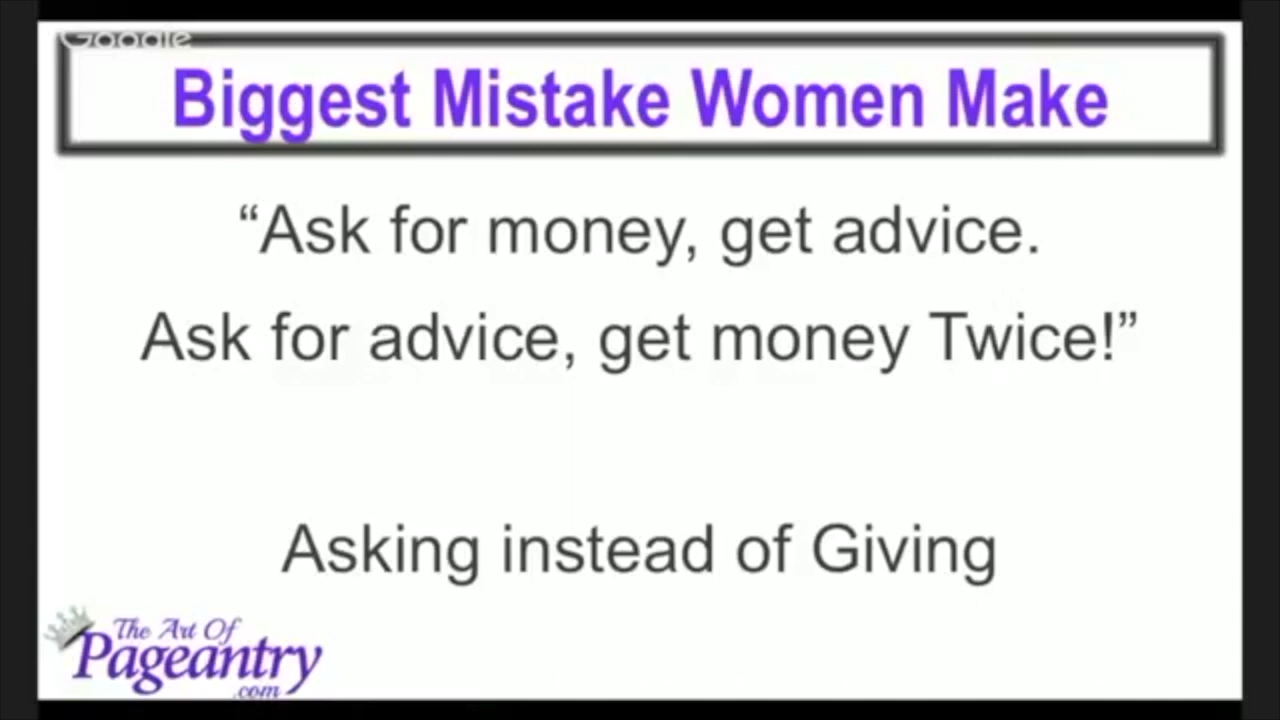 Google
Biggest Mistake Women Make
“Ask for money, get advice.
Ask for advice, get money Twice!”
Asking instead of Giving
The Art Of
Pageantry
.com